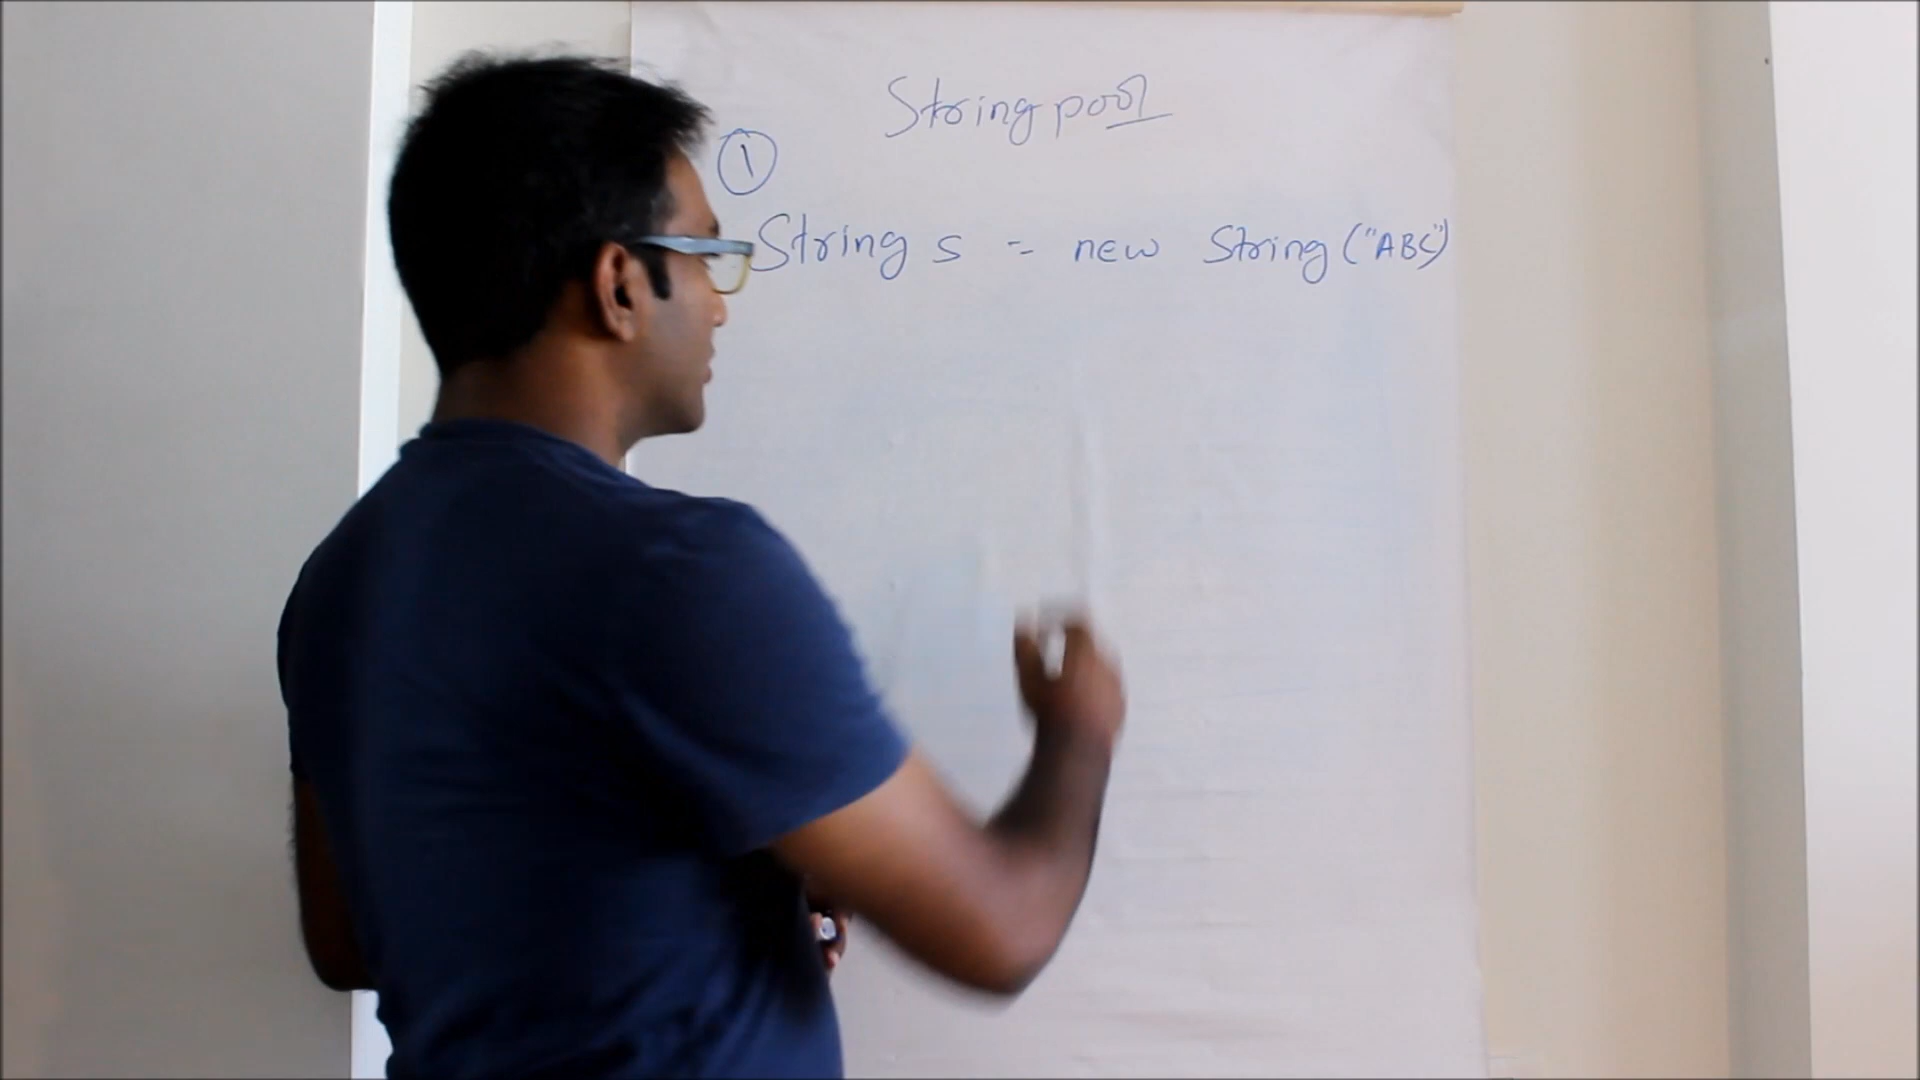 String pool
1
String s = new String ("ABC")